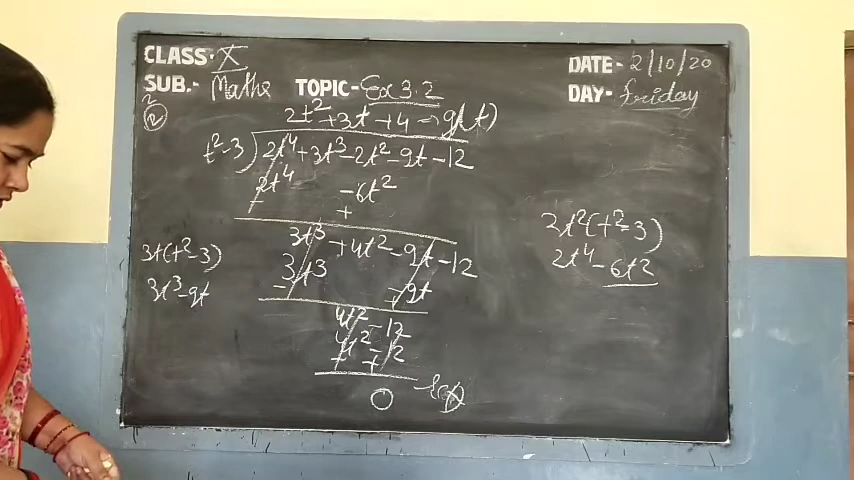 CLASS- X
SUB.- Maths TOPIC- Ex 3.2
DATE- 2/10/20
DAY- friday
2
2t²+3t+4→q(t)
t²-3) 2t⁴+3t³-2t²-9t-12
2t⁴ -6t²
- +
3t³+4t²-9t-12
3t³ -9t
- +
4t²-12
4t²-12
- +
0
3t(t²-3)
3t³-9t
2t²(t²-3)
2t⁴-6t2